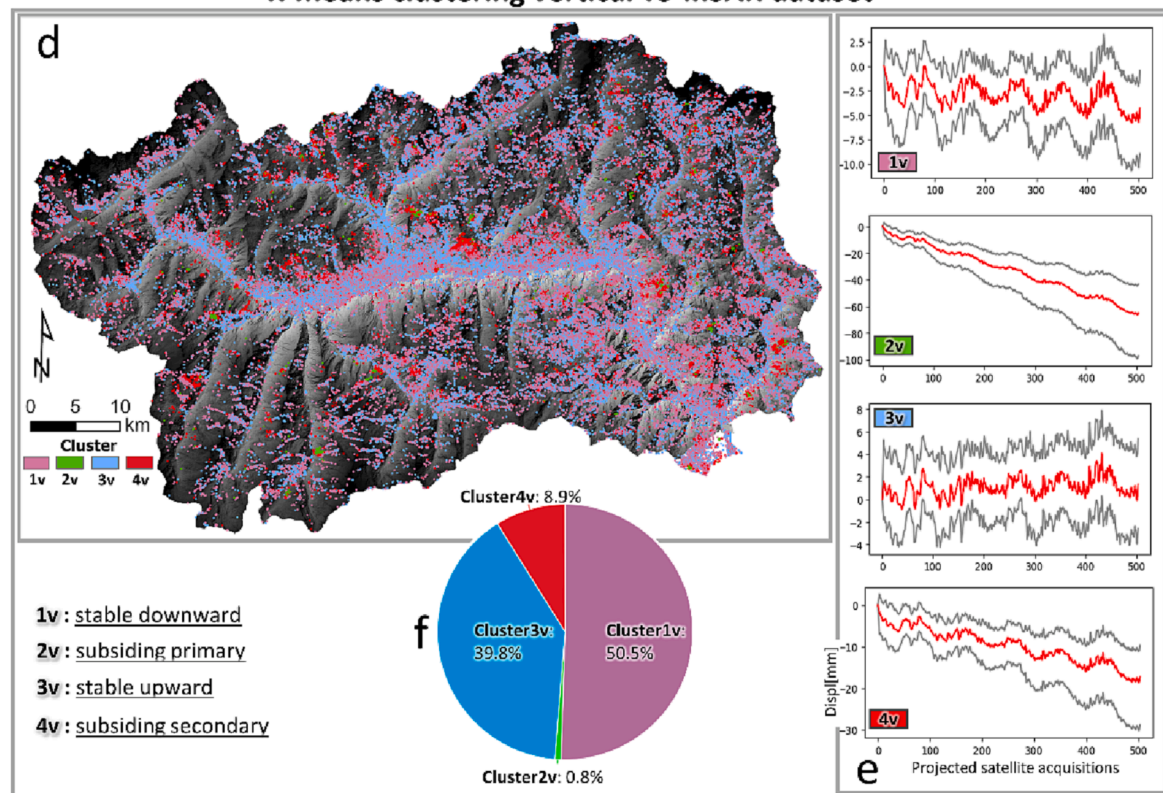 d
N
0 5 10
km
Cluster
1v 2v 3v 4v
1v : stable downward
2v : subsiding primary
3v : stable upward
4v : subsiding secondary
f
Cluster4v: 8.9%
Cluster3v:
39.8%
Cluster1v:
50.5%
Cluster2v: 0.8%
2.5
0.0
−2.5
−5.0
−7.5
−10.0
1v
0 100 200 300 400 500
0
−20
−40
−60
−80
−100
2v
0 100 200 300 400 500
8
6
4
2
0
−2
−4
3v
0 100 200 300 400 500
0
−10
−20
−30
Displ[mm]
4v
0 100 200 300 400 500
e
Projected satellite acquisitions